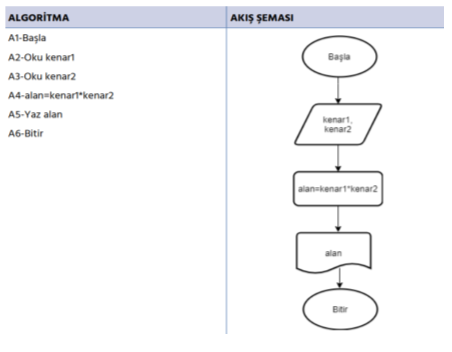 ALGORİTMA
A1-Başla
A2-Oku kenar1
A3-Oku kenar2
A4-alan=kenar1*kenar2
A5-Yaz alan
A6-Bitir
AKIŞ ŞEMASI
Başla
kenar1,
kenar2
alan=kenar1*kenar2
alan
Bitir